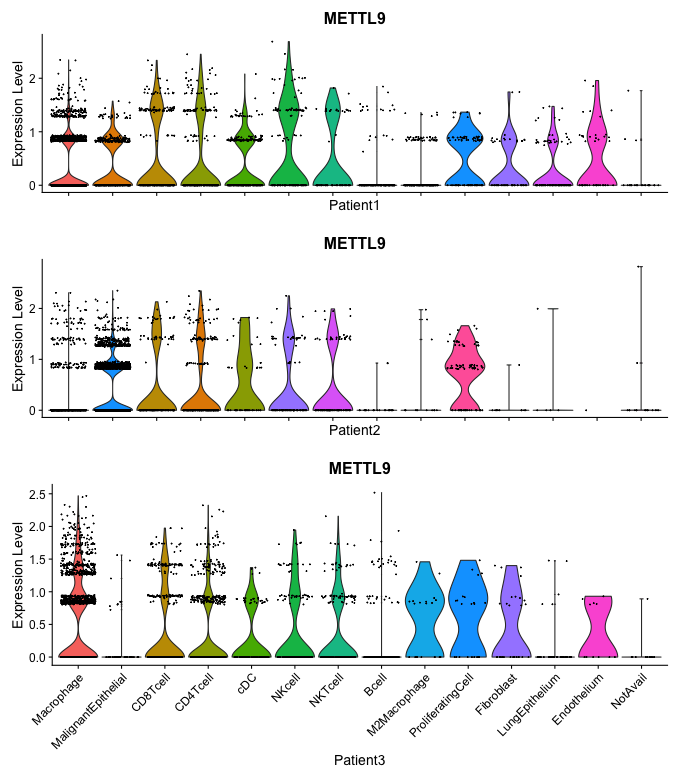 METTL9
Expression Level
2
1
0
Patient1
METTL9
Expression Level
2
1
0
Patient2
METTL9
Expression Level
2.5
2.0
1.5
1.0
0.5
0.0
Macrophage
MalignantEpithelial
CD8Tcell
CD4Tcell
cDC
NKcell
NKTcell
Bcell
M2Macrophage
ProliferatingCell
Fibroblast
LungEpithelium
Endothelium
NotAvail
Patient3